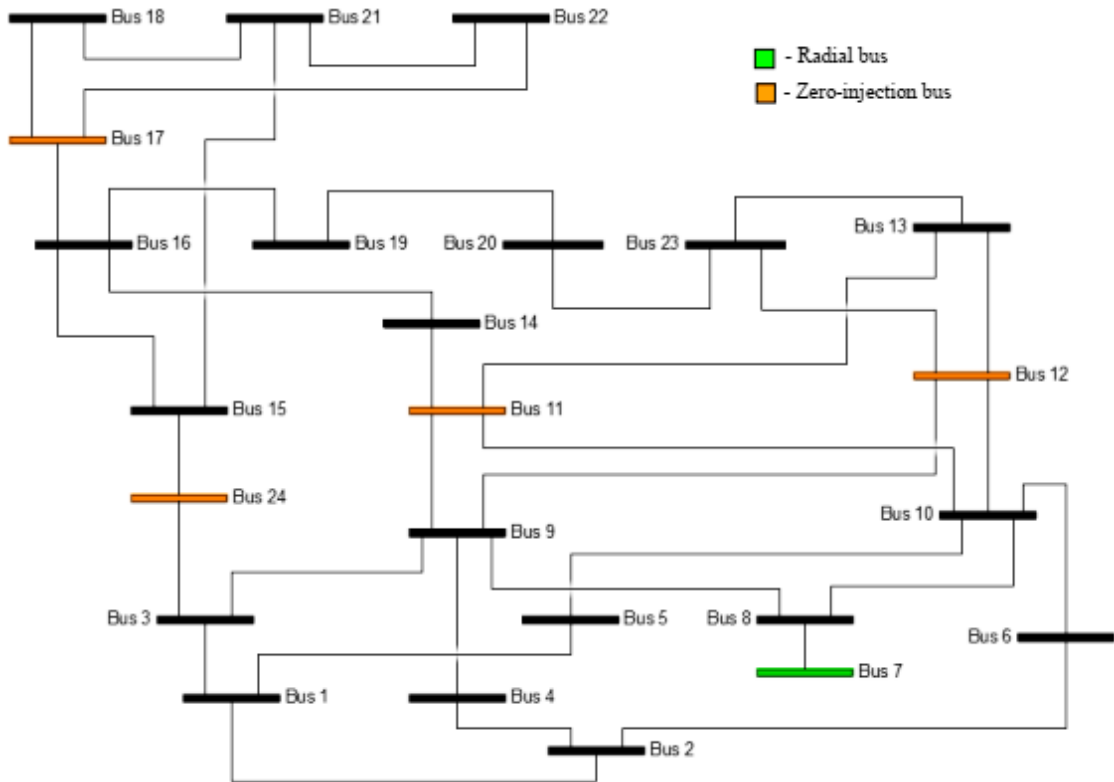 Bus 18
Bus 21
Bus 22
- Radial bus
- Zero-injection bus
Bus 17
Bus 16
Bus 19
Bus 20
Bus 23
Bus 13
Bus 14
Bus 12
Bus 15
Bus 11
Bus 24
Bus 9
Bus 10
Bus 3
Bus 5
Bus 8
Bus 6
Bus 7
Bus 1
Bus 4
Bus 2